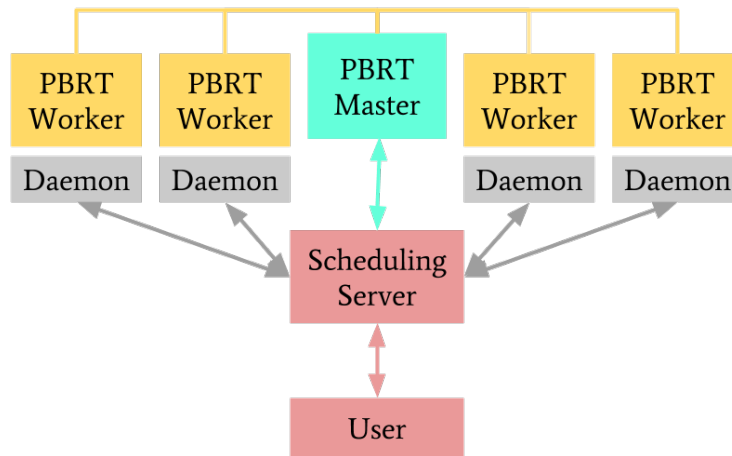 PBRT
Worker
PBRT
Worker
PBRT
Master
PBRT
Worker
PBRT
Worker
Daemon
Daemon
Daemon
Daemon
Scheduling
Server
User